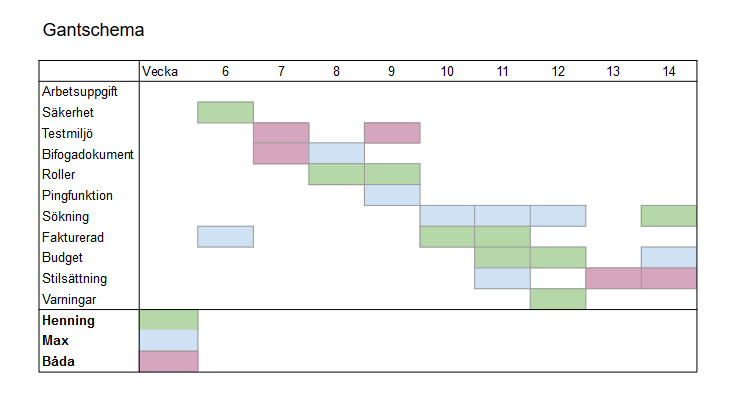 Gantschema
Vecka 6 7 8 9 10 11 12 13 14
Arbetsuppgift
Säkerhet
Testmiljö
Bifogadokument
Roller
Pingfunktion
Sökning
Fakturerad
Budget
Stilsättning
Varningar
Henning
Max
Båda